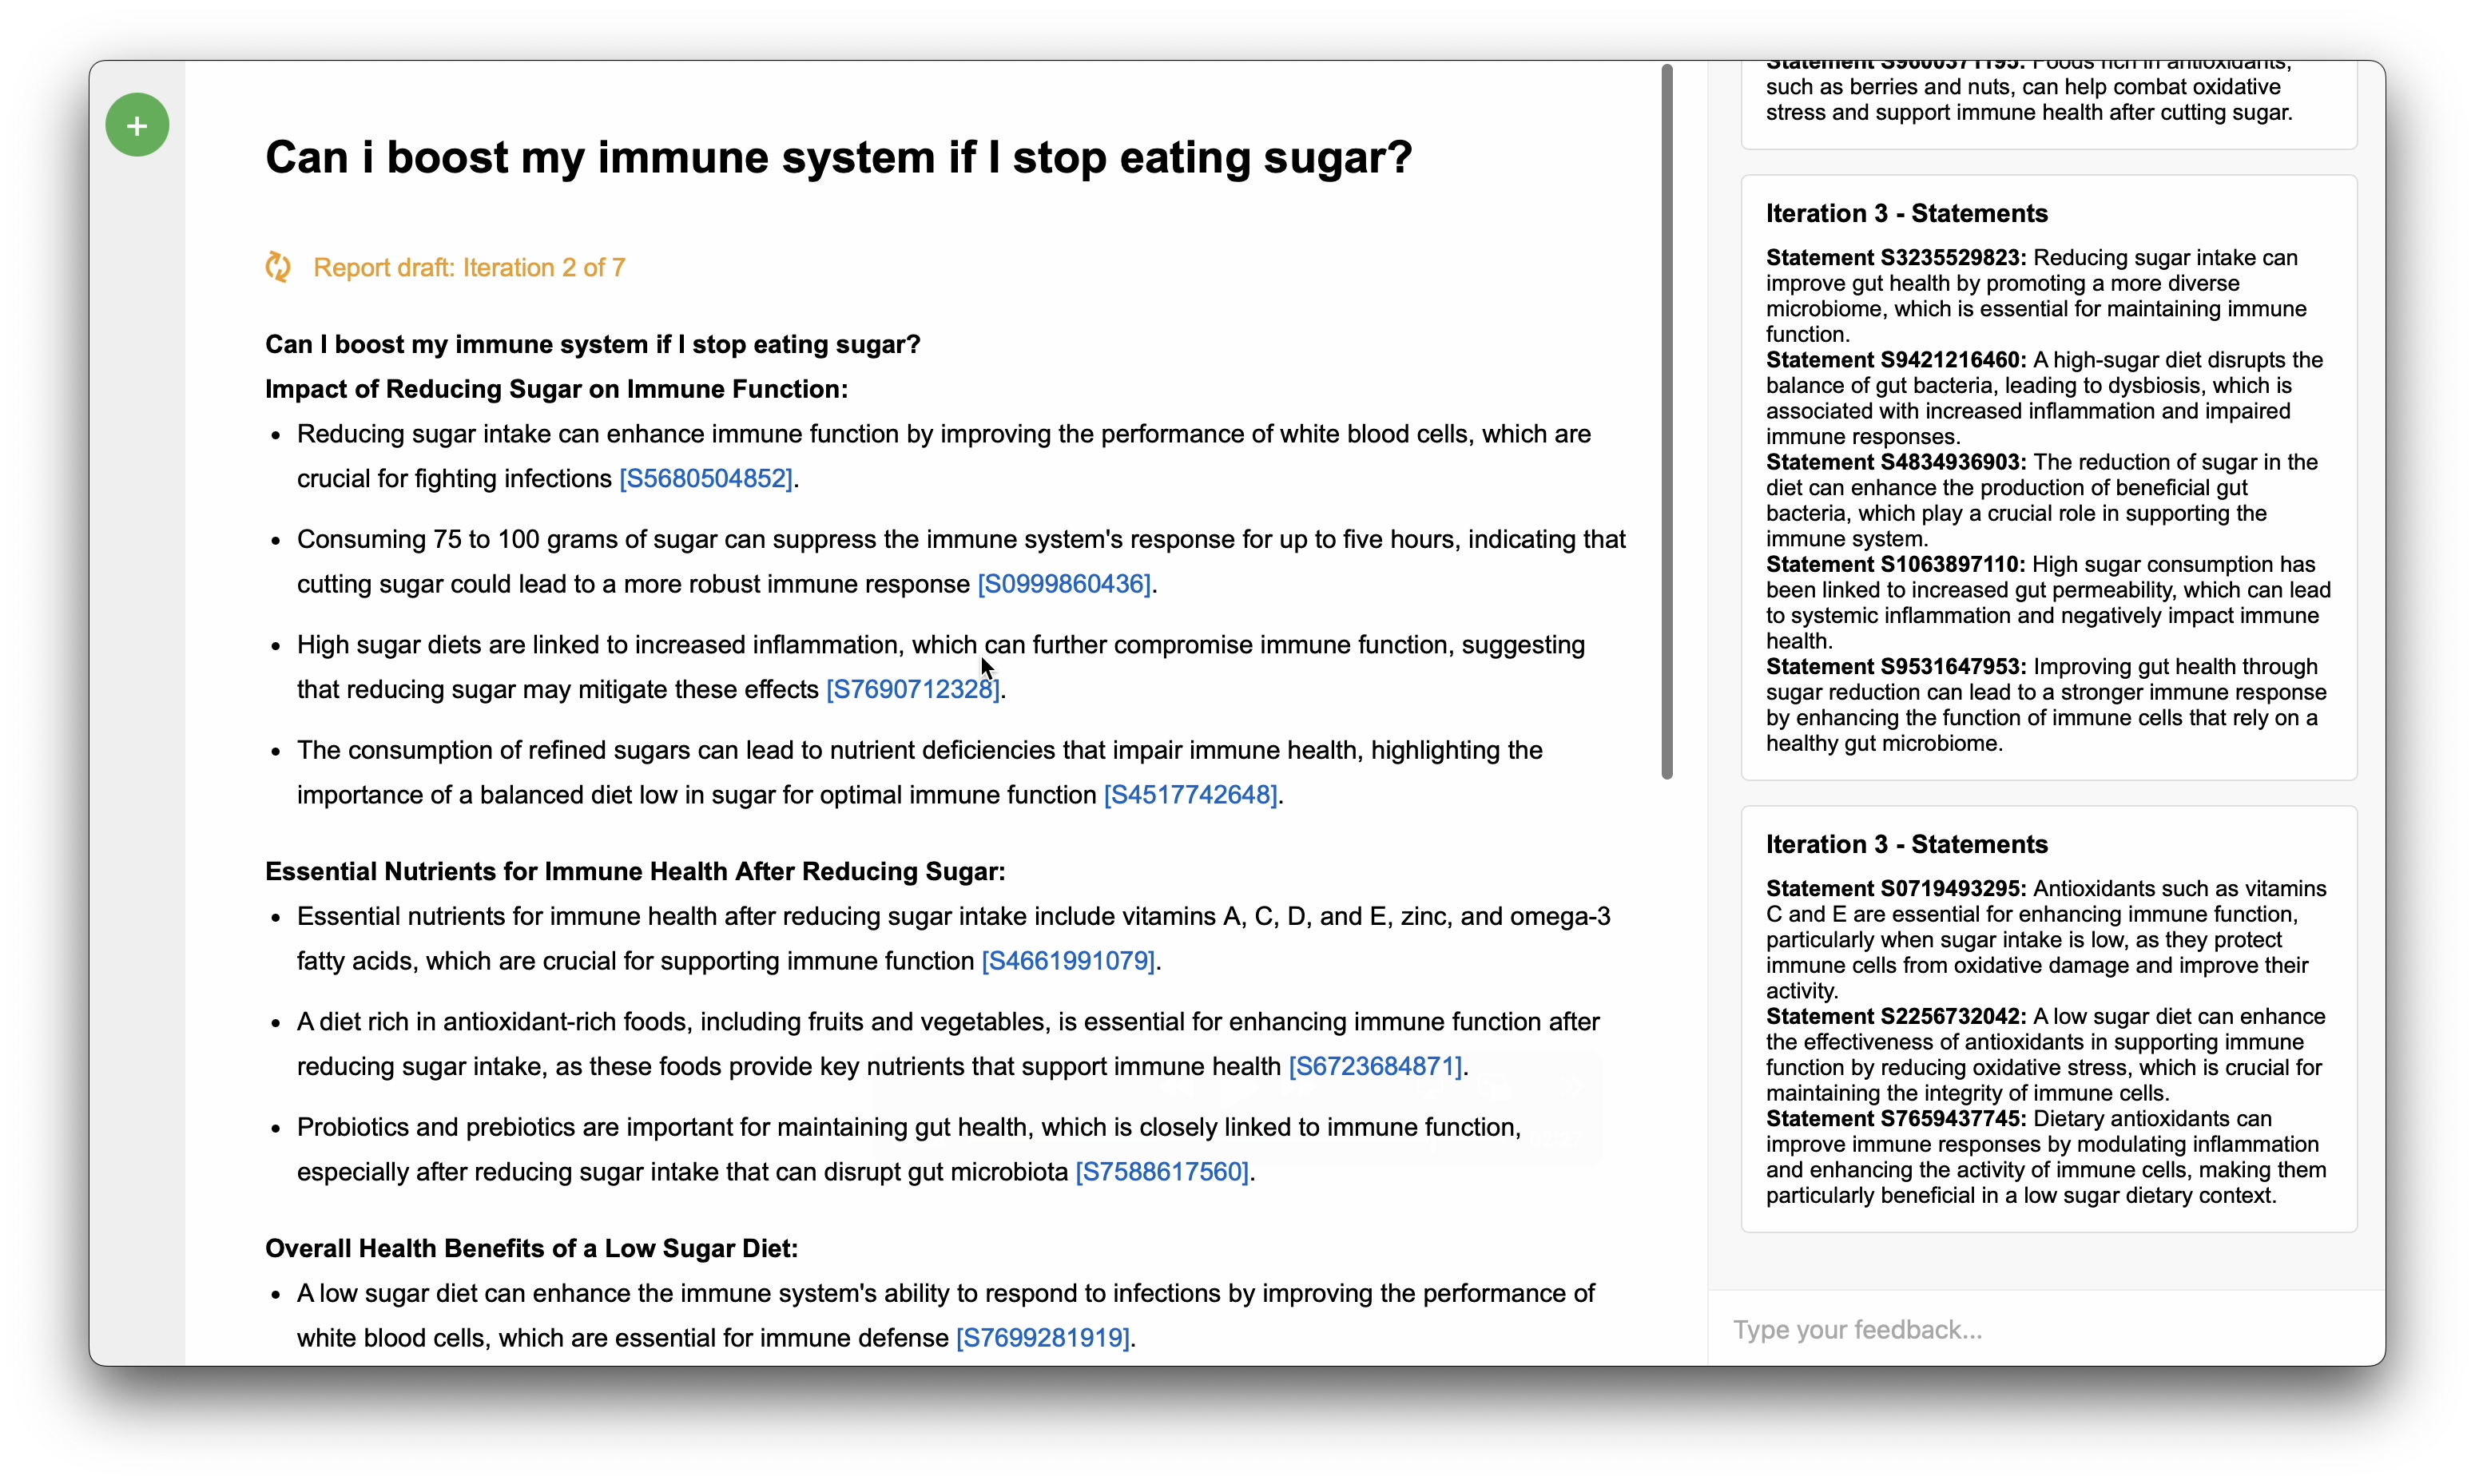 +
Can i boost my immune system if I stop eating sugar?
Report draft: Iteration 2 of 7
Can I boost my immune system if I stop eating sugar?
Impact of Reducing Sugar on Immune Function:
• Reducing sugar intake can enhance immune function by improving the performance of white blood cells, which are
crucial for fighting infections [S5680504852].
• Consuming 75 to 100 grams of sugar can suppress the immune system's response for up to five hours, indicating that
cutting sugar could lead to a more robust immune response [S0999860436].
• High sugar diets are linked to increased inflammation, which can further compromise immune function, suggesting
that reducing sugar may mitigate these effects [S7690712328].
• The consumption of refined sugars can lead to nutrient deficiencies that impair immune health, highlighting the
importance of a balanced diet low in sugar for optimal immune function [S4517742648].
Essential Nutrients for Immune Health After Reducing Sugar:
• Essential nutrients for immune health after reducing sugar intake include vitamins A, C, D, and E, zinc, and omega-3
fatty acids, which are crucial for supporting immune function [S4661991079].
• A diet rich in antioxidant-rich foods, including fruits and vegetables, is essential for enhancing immune function after
reducing sugar intake, as these foods provide key nutrients that support immune health [S6723684871].
• Probiotics and prebiotics are important for maintaining gut health, which is closely linked to immune function,
especially after reducing sugar intake that can disrupt gut microbiota [S7588617560].
Overall Health Benefits of a Low Sugar Diet:
• A low sugar diet can enhance the immune system's ability to respond to infections by improving the performance of
white blood cells, which are essential for immune defense [S7699281919].
Statement S9600371195: Foods rich in antioxidants,
such as berries and nuts, can help combat oxidative
stress and support immune health after cutting sugar.
Iteration 3 - Statements
Statement S3235529823: Reducing sugar intake can
improve gut health by promoting a more diverse
microbiome, which is essential for maintaining immune
function.
Statement S9421216460: A high-sugar diet disrupts the
balance of gut bacteria, leading to dysbiosis, which is
associated with increased inflammation and impaired
immune responses.
Statement S4834936903: The reduction of sugar in the
diet can enhance the production of beneficial gut
bacteria, which play a crucial role in supporting the
immune system.
Statement S1063897110: High sugar consumption has
been linked to increased gut permeability, which can lead
to systemic inflammation and negatively impact immune
health.
Statement S9531647953: Improving gut health through
sugar reduction can lead to a stronger immune response
by enhancing the function of immune cells that rely on a
healthy gut microbiome.
Iteration 3 - Statements
Statement S0719493295: Antioxidants such as vitamins
C and E are essential for enhancing immune function,
particularly when sugar intake is low, as they protect
immune cells from oxidative damage and improve their
activity.
Statement S2256732042: A low sugar diet can enhance
the effectiveness of antioxidants in supporting immune
function by reducing oxidative stress, which is crucial for
maintaining the integrity of immune cells.
Statement S7659437745: Dietary antioxidants can
improve immune responses by modulating inflammation
and enhancing the activity of immune cells, making them
particularly beneficial in a low sugar dietary context.
Type your feedback...